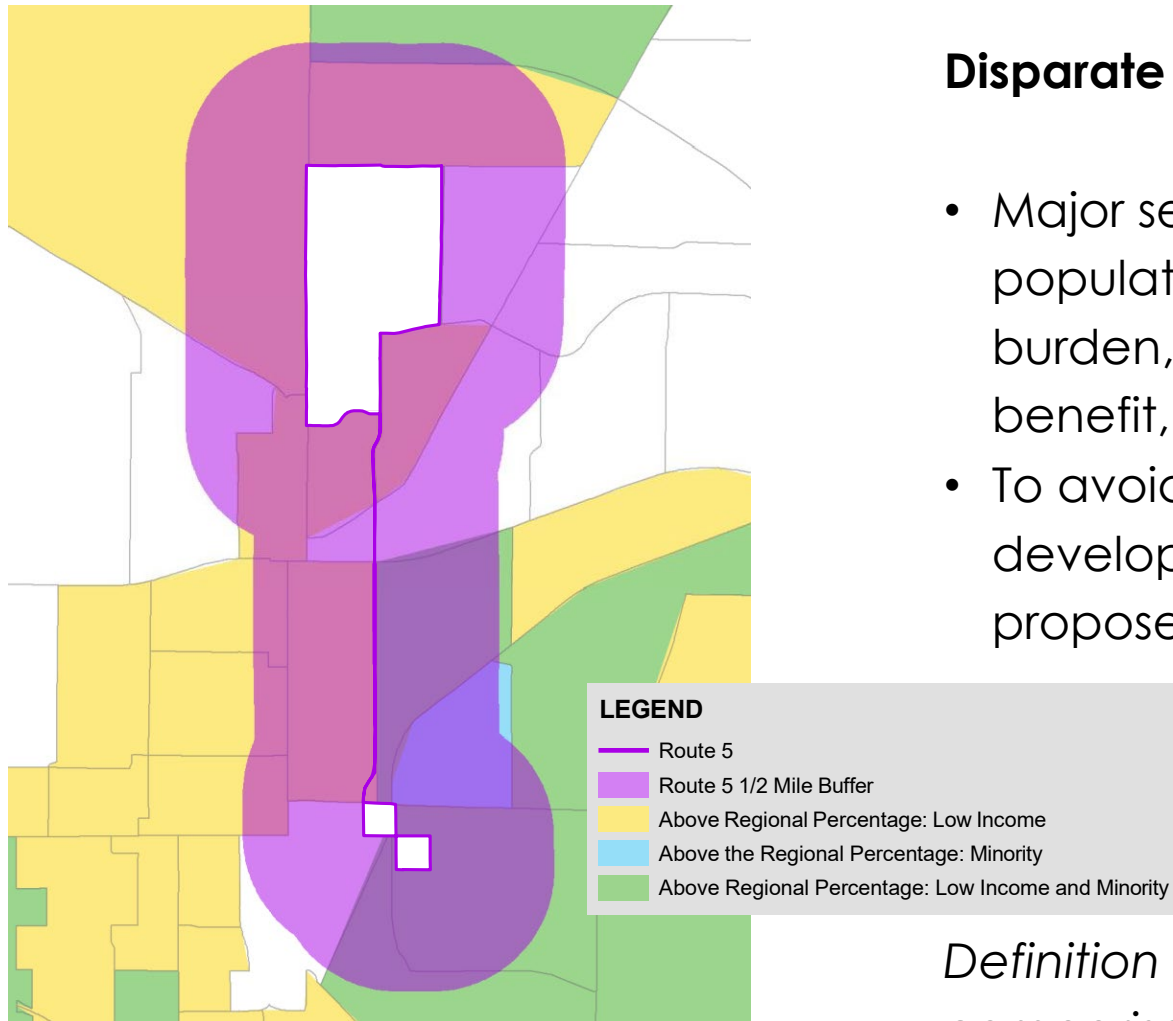 Disparate
• Major se
populat
burden,
benefit,
• To avoid
develop
propose
LEGEND
Route 5
Route 5 1/2 Mile Buffer
Above Regional Percentage: Low Income
Above the Regional Percentage: Minority
Above Regional Percentage: Low Income and Minority
Definition